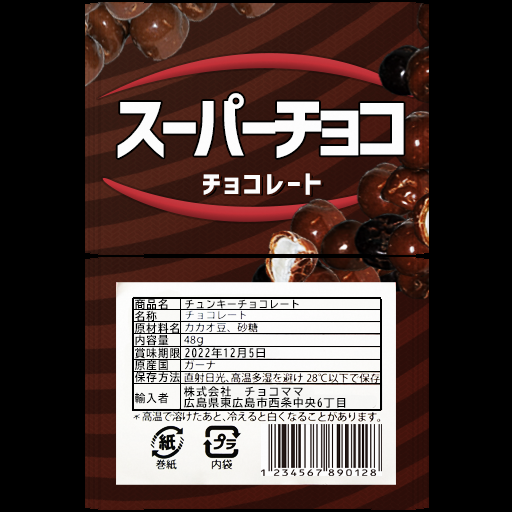 スーパーチョコ
チョコレート
商品名 チュンキーチョコレート
名称 チョコレート
原材料名 カカオ豆、砂糖
内容量 48g
賞味期限 2022年12月5日
原産国 ガーナ
保存方法 直射日光、高温多湿を避け28℃以下で保存
輸入者 株式会社 チョコママ
広島県東広島市西条中央6丁目
*高温で溶けたあと、冷えると白くなることがあります。
紙 プラ
巻紙 内袋
1 234567 890128